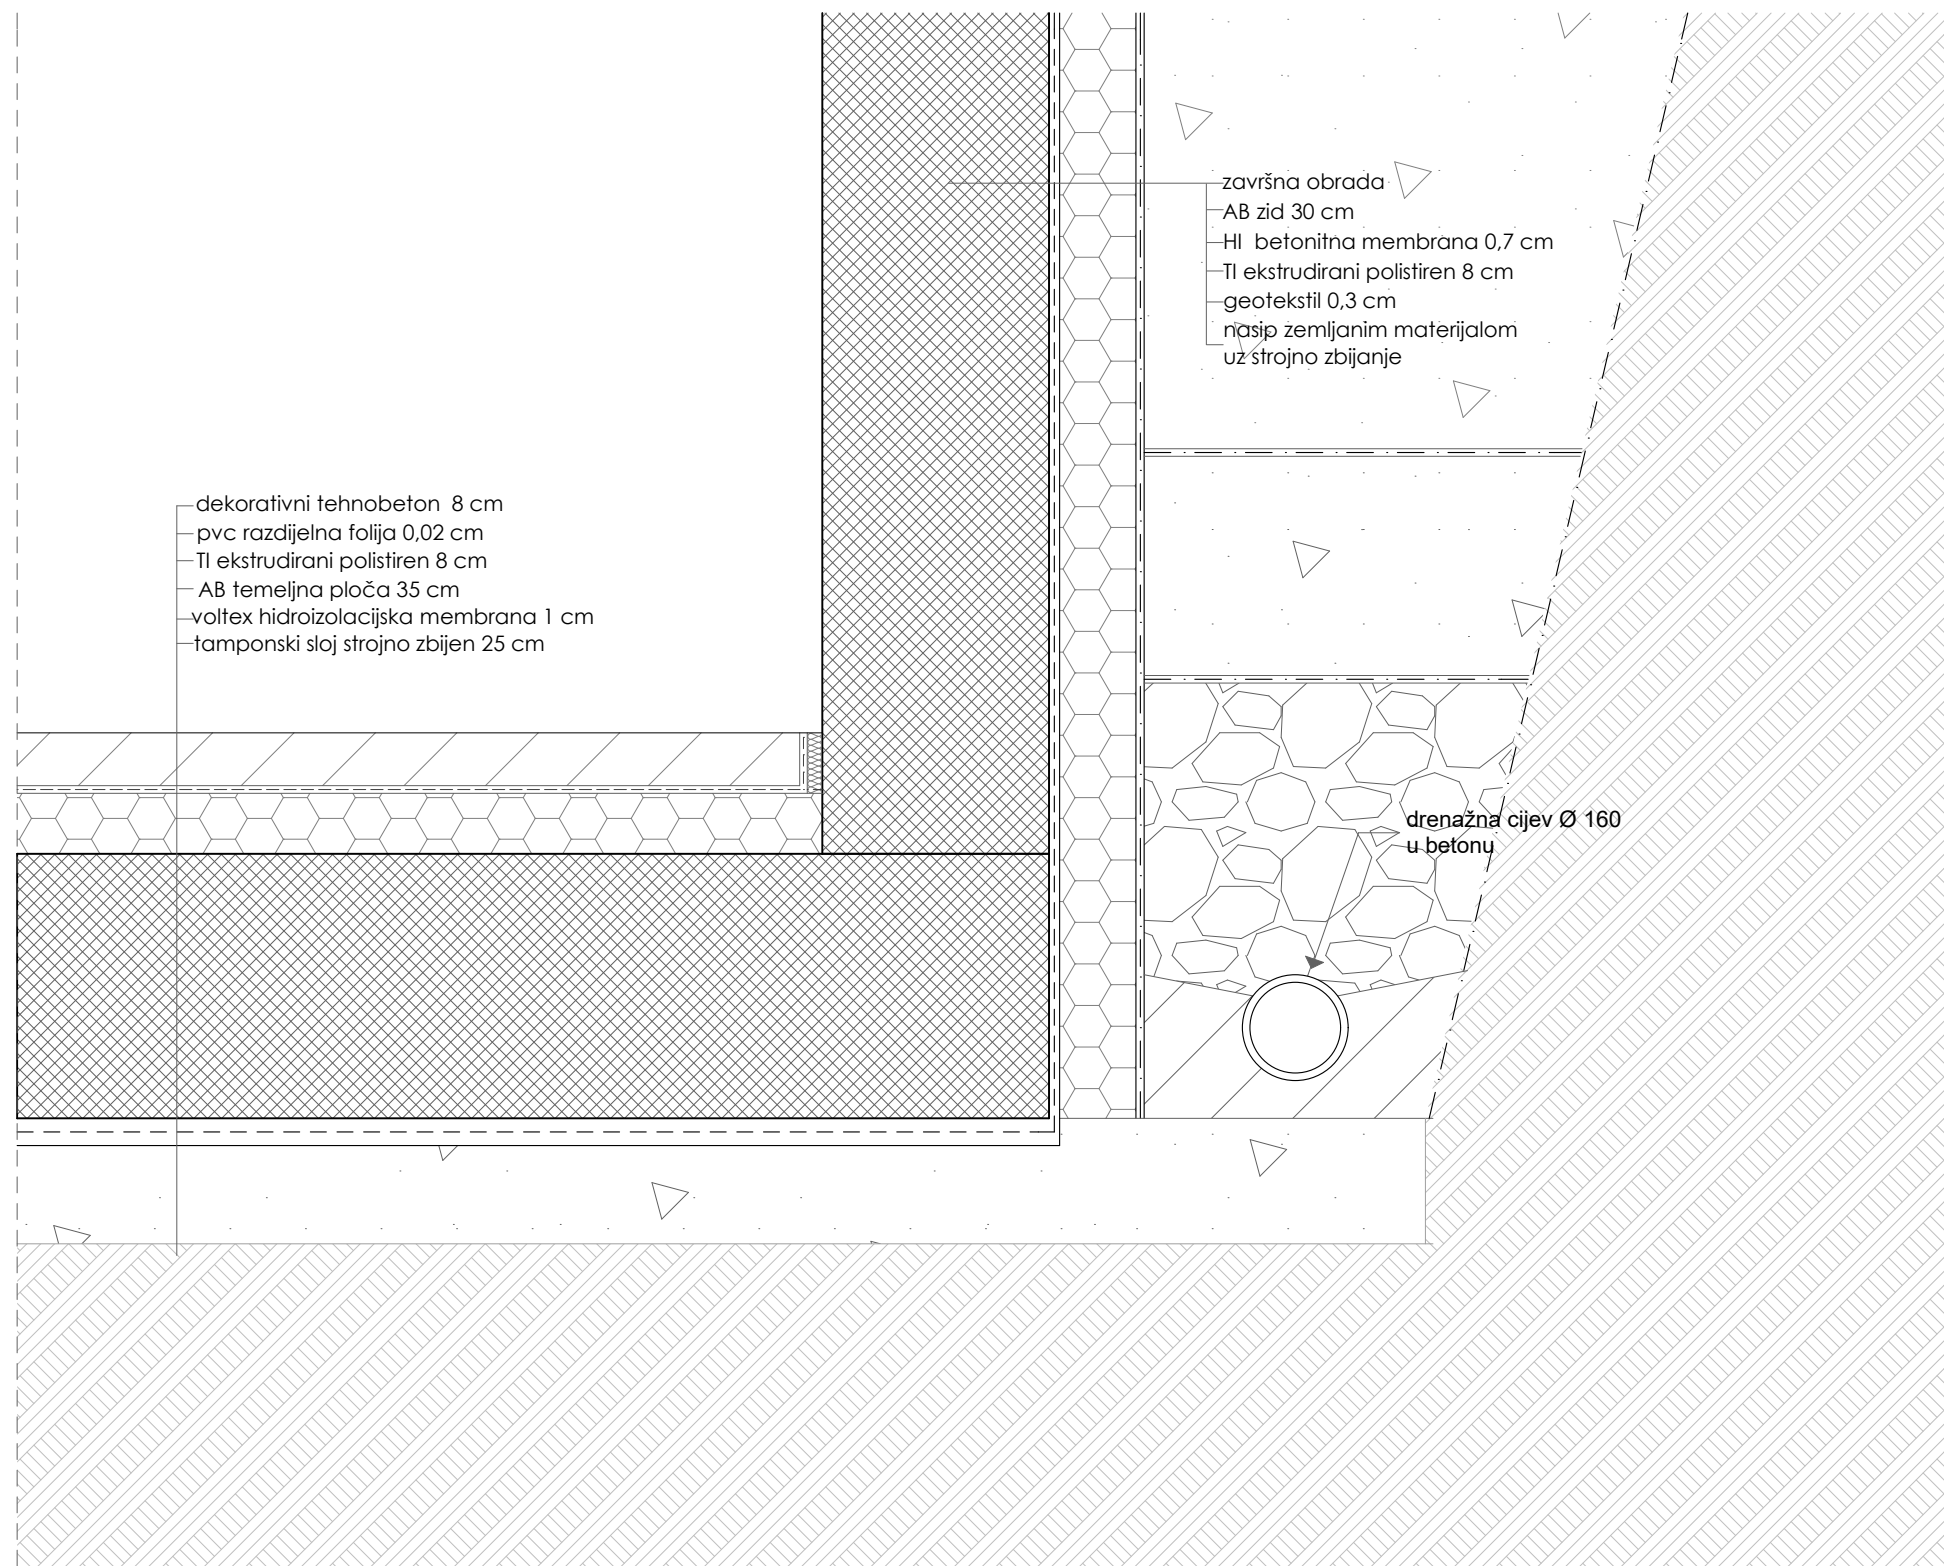 završna obrada
AB zid 30 cm
HI  betonitna membrana 0,7 cm
TI ekstrudirani polistiren 8 cm
geotekstil 0,3 cm
nasip zemljanim materijalom
uz strojno zbijanje
dekorativni tehnobeton  8 cm
pvc razdijelna folija 0,02 cm
TI ekstrudirani polistiren 8 cm
AB temeljna ploča 35 cm
voltex hidroizolacijska membrana 1 cm
tamponski sloj strojno zbijen 25 cm
drenažna cijev Ø 160
u betonu